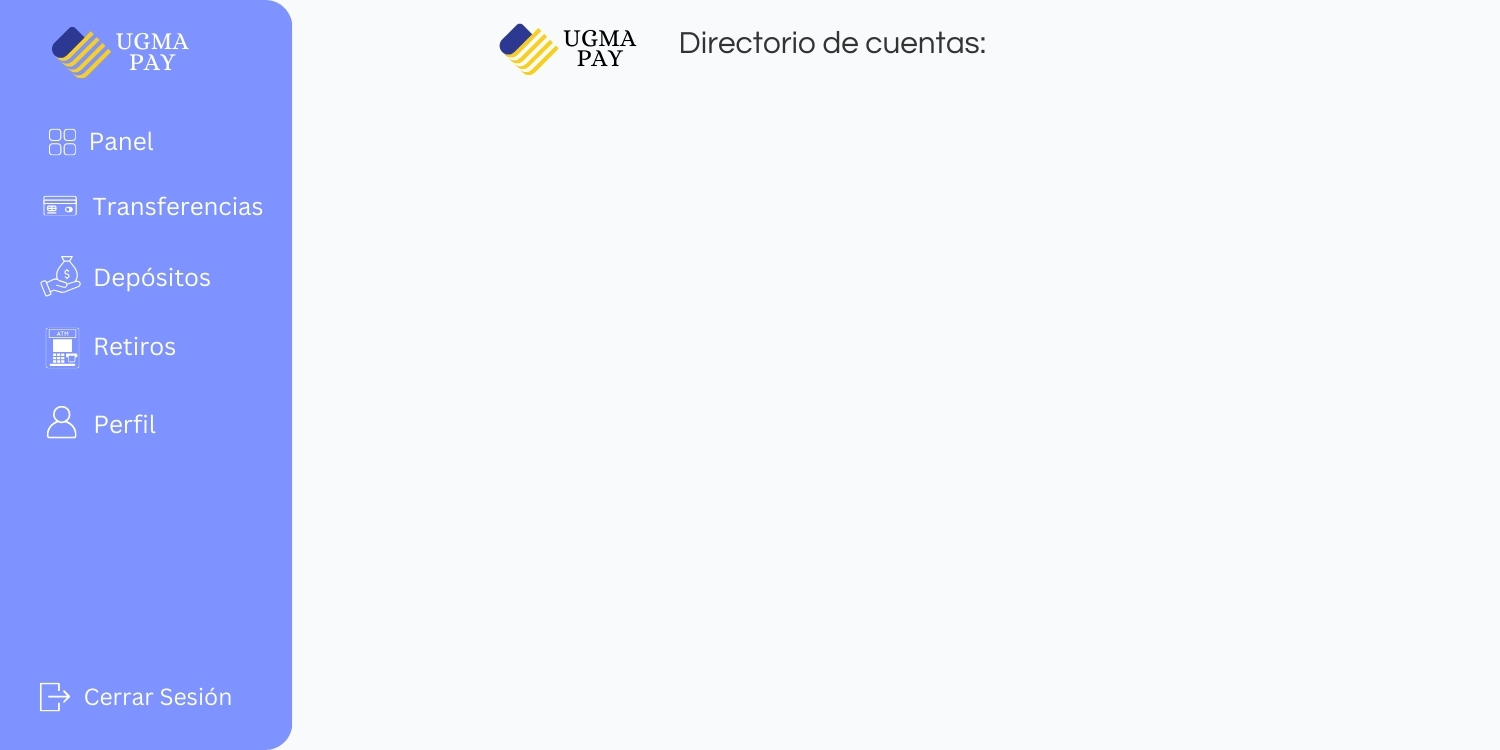 UGMA
PAY
Panel
Transferencias
Depósitos
ATM
Retiros
Perfil
Cerrar Sesión
UGMA
PAY
Directorio de cuentas: